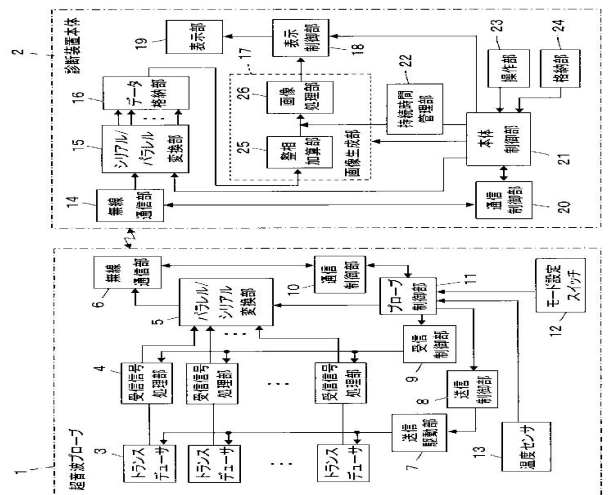 2
診断装置本体
19
表示部
18
表示
制御部
17
23
操作部
24
格納部
16
データ
格納部
26
画像
処理部
22
持続時間
管理部
15
シリアル/
パラレル
変換部
25
整相
加算部
画像生成部
本体
制御部
21
14
無線
通信部
通信
制御部
20
1
超音波プローブ
6
無線
通信部
10
通信
制御部
プローブ
制御部
11
モード設定
スイッチ
12
5
パラレル/
シリアル
変換部
4
受信信号
処理部
受信信号
処理部
受信信号
処理部
受信
制御部
9
送信
制御部
8
3
トランス
デューサ
トランス
デューサ
トランス
デューサ
送信
駆動部
7
温度センサ
13